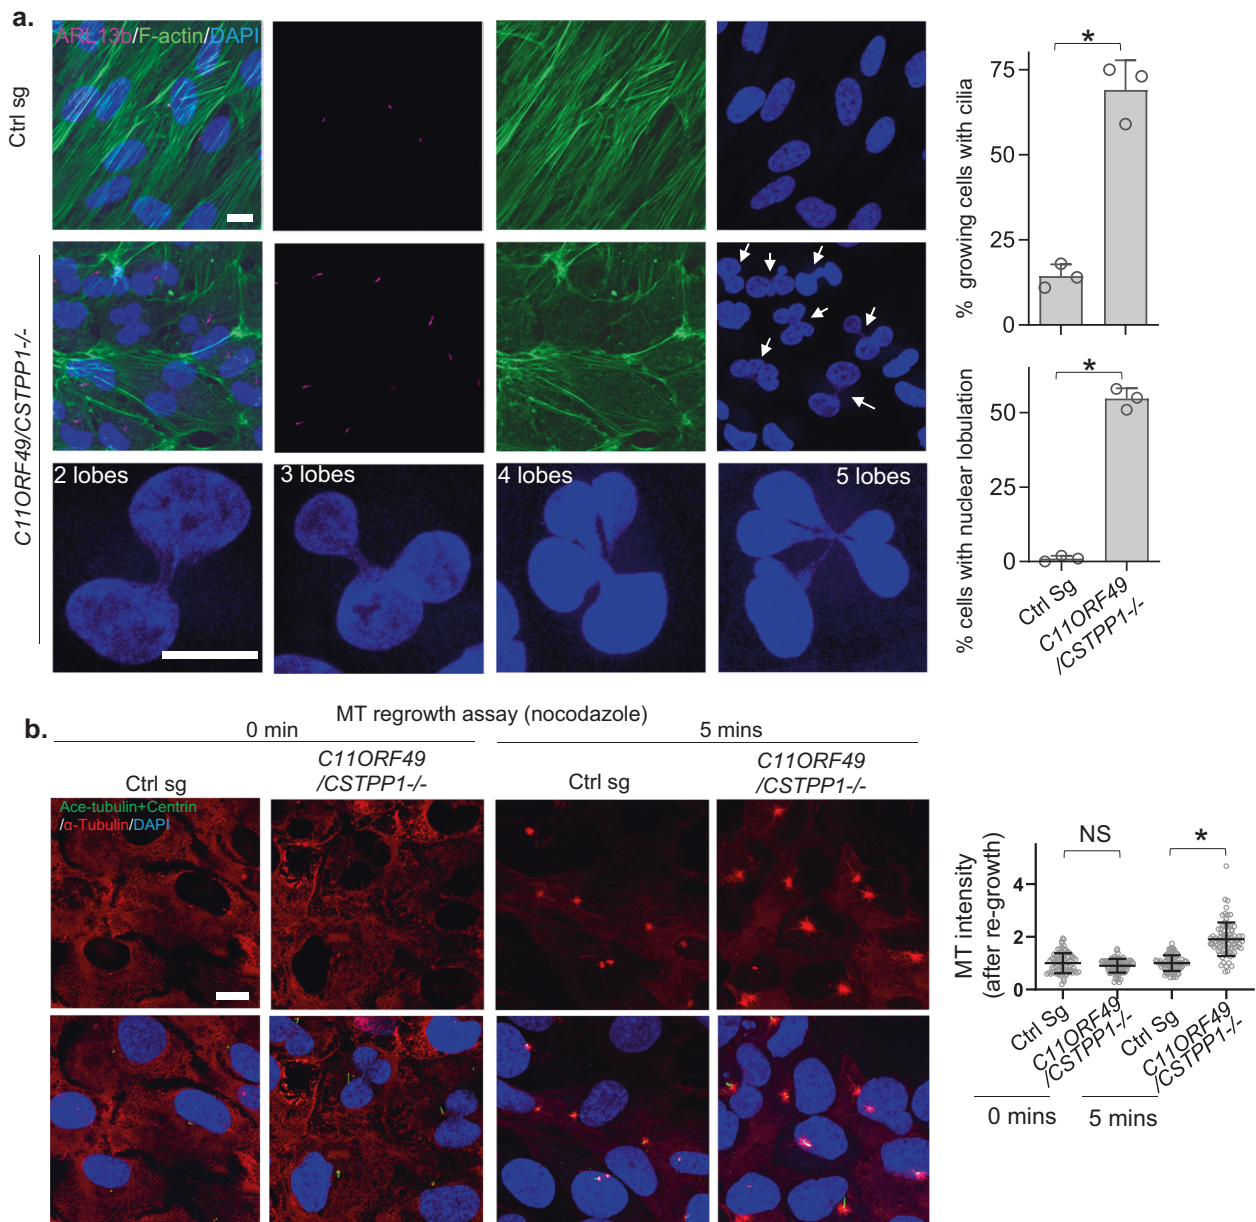 a.
ARL13b/F-actin/DAPI
Ctrl sg
C11ORF49/CSTPP1-/-
2 lobes
3 lobes
4 lobes
5 lobes
% growing cells with cilia
75
50
25
0
*
% cells with nuclear lobulation
50
25
0
*
Ctrl Sg
C11ORF49
/CSTPP1-/-
b.
MT regrowth assay (nocodazole)
0 min
5 mins
Ctrl sg
C11ORF49
/CSTPP1-/-
Ctrl sg
C11ORF49
/CSTPP1-/-
Ace-tubulin+Centrin
/α-Tubulin/DAPI
MT intensity
(after re-growth)
4
2
0
NS
*
Ctrl Sg
C11ORF49
/CSTPP1-/-
Ctrl Sg
C11ORF49
/CSTPP1-/-
0 mins
5 mins